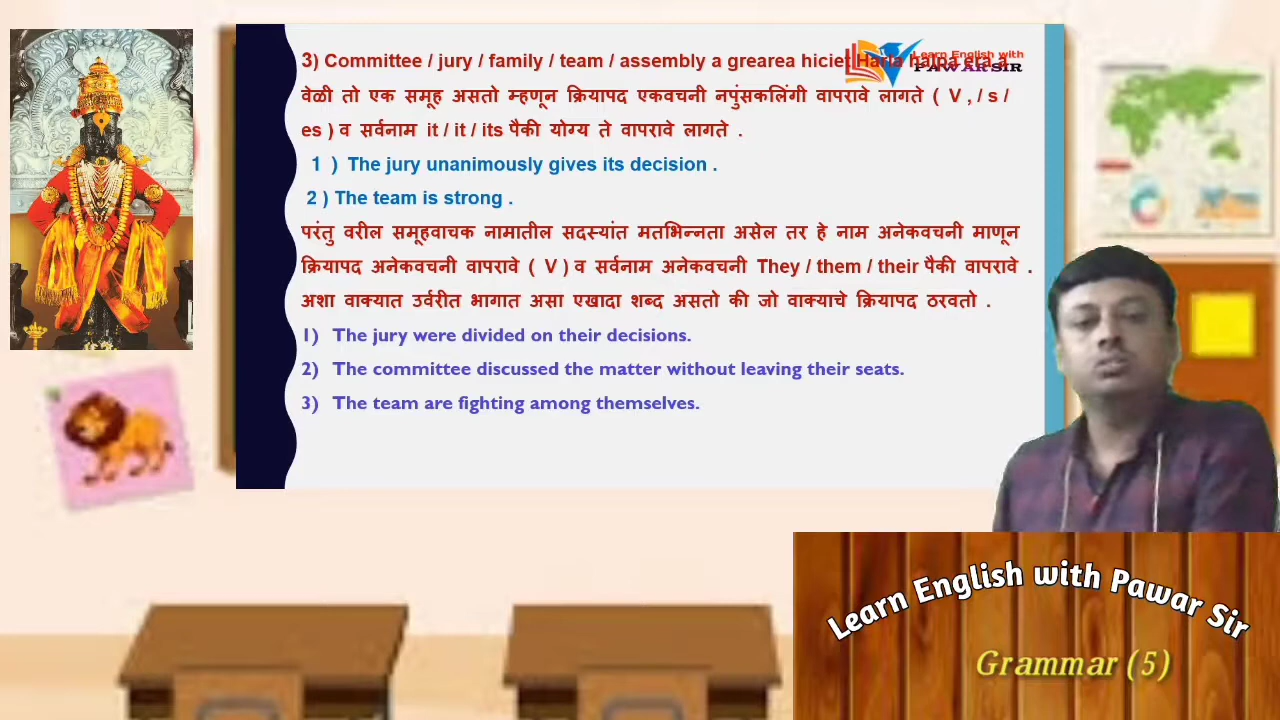 3) Committee / jury / family / team / assembly a grearea hiciet Harla halna era a
वेळी तो एक समूह असतो म्हणून क्रियापद एकवचनी नपुंसकलिंगी वापरावे लागते ( V , / s /
es ) व सर्वनाम it / it / its पैकी योग्य ते वापरावे लागते .
1 ) The jury unanimously gives its decision .
2 ) The team is strong .
परंतु वरील समूहवाचक नामातील सदस्यांत मतभिन्नता असेल तर हे नाम अनेकवचनी माणून
क्रियापद अनेकवचनी वापरावे ( V ) व सर्वनाम अनेकवचनी They / them / their पैकी वापरावे .
अशा वाक्यात उर्वरीत भागात असा एखादा शब्द असतो की जो वाक्याचे क्रियापद ठरवतो .
1) The jury were divided on their decisions.
2) The committee discussed the matter without leaving their seats.
3) The team are fighting among themselves.
Learn English with
PAWAR SIR
Learn English with Pawar Sir
Grammar (5)